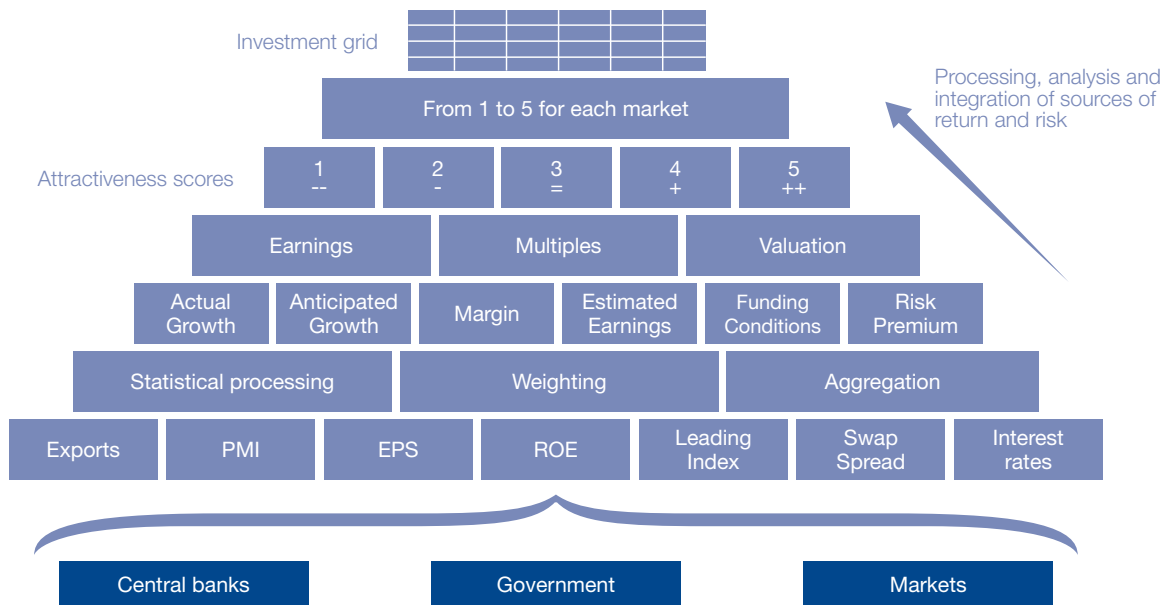 Investment grid
Processing, analysis and
integration of sources of
return and risk
From 1 to 5 for each market
Attractiveness scores
1
--
2
-
3
=
4
+
5
++
Earnings
Multiples
Valuation
Actual
Growth
Anticipated
Growth
Margin
Estimated
Earnings
Funding
Conditions
Risk
Premium
Statistical processing
Weighting
Aggregation
Exports
PMI
EPS
ROE
Leading
Index
Swap
Spread
Interest
rates
Central banks
Government
Markets